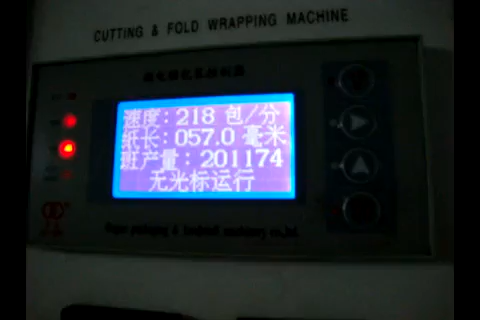 CUTTING & FOLD WRAPPING MACHINE
速度:218 包/分
纸长:057.0 毫米
班产量:201174
无光标运行